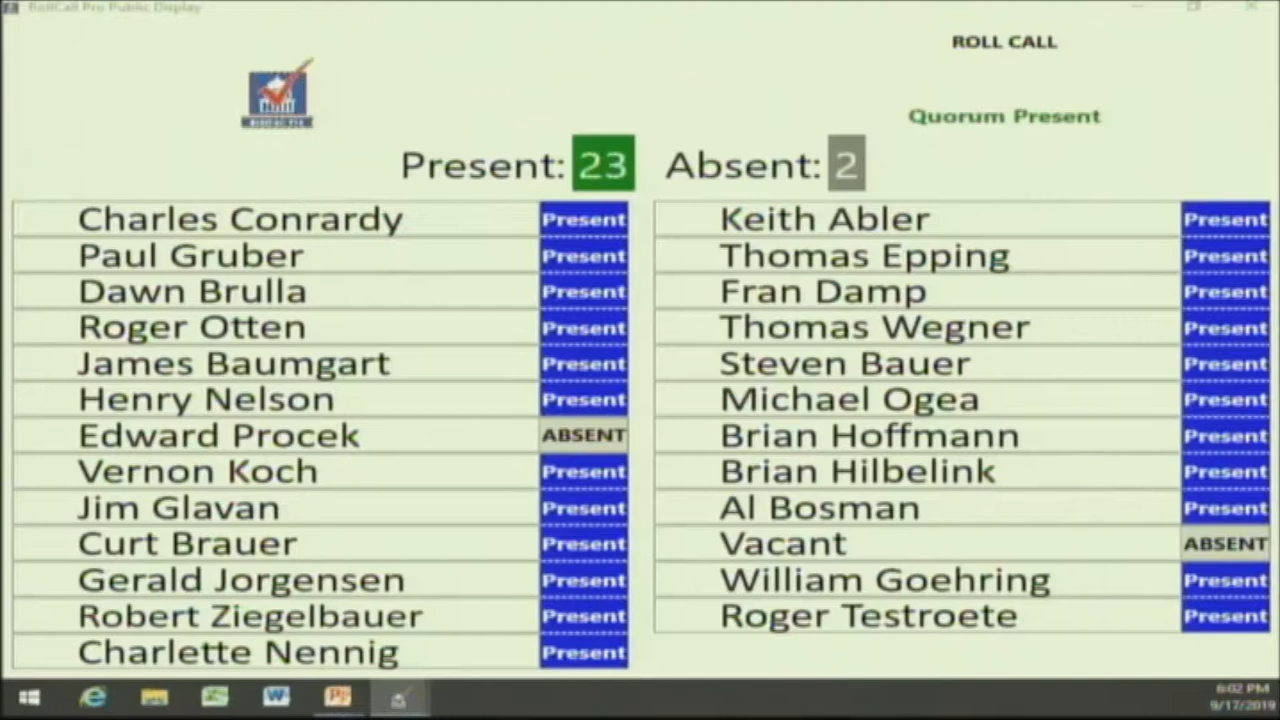 RollCall Pro Public Display
ROLL CALL
Quorum Present
Present: 23 Absent: 2
Charles Conrardy Present
Paul Gruber Present
Dawn Brulla Present
Roger Otten Present
James Baumgart Present
Henry Nelson Present
Edward Procek ABSENT
Vernon Koch Present
Jim Glavan Present
Curt Brauer Present
Gerald Jorgensen Present
Robert Ziegelbauer Present
Charlette Nennig Present
Keith Abler Present
Thomas Epping Present
Fran Damp Present
Thomas Wegner Present
Steven Bauer Present
Michael Ogea Present
Brian Hoffmann Present
Brian Hilbelink Present
Al Bosman Present
Vacant ABSENT
William Goehring Present
Roger Testroete Present
6:02 PM
9/17/2019